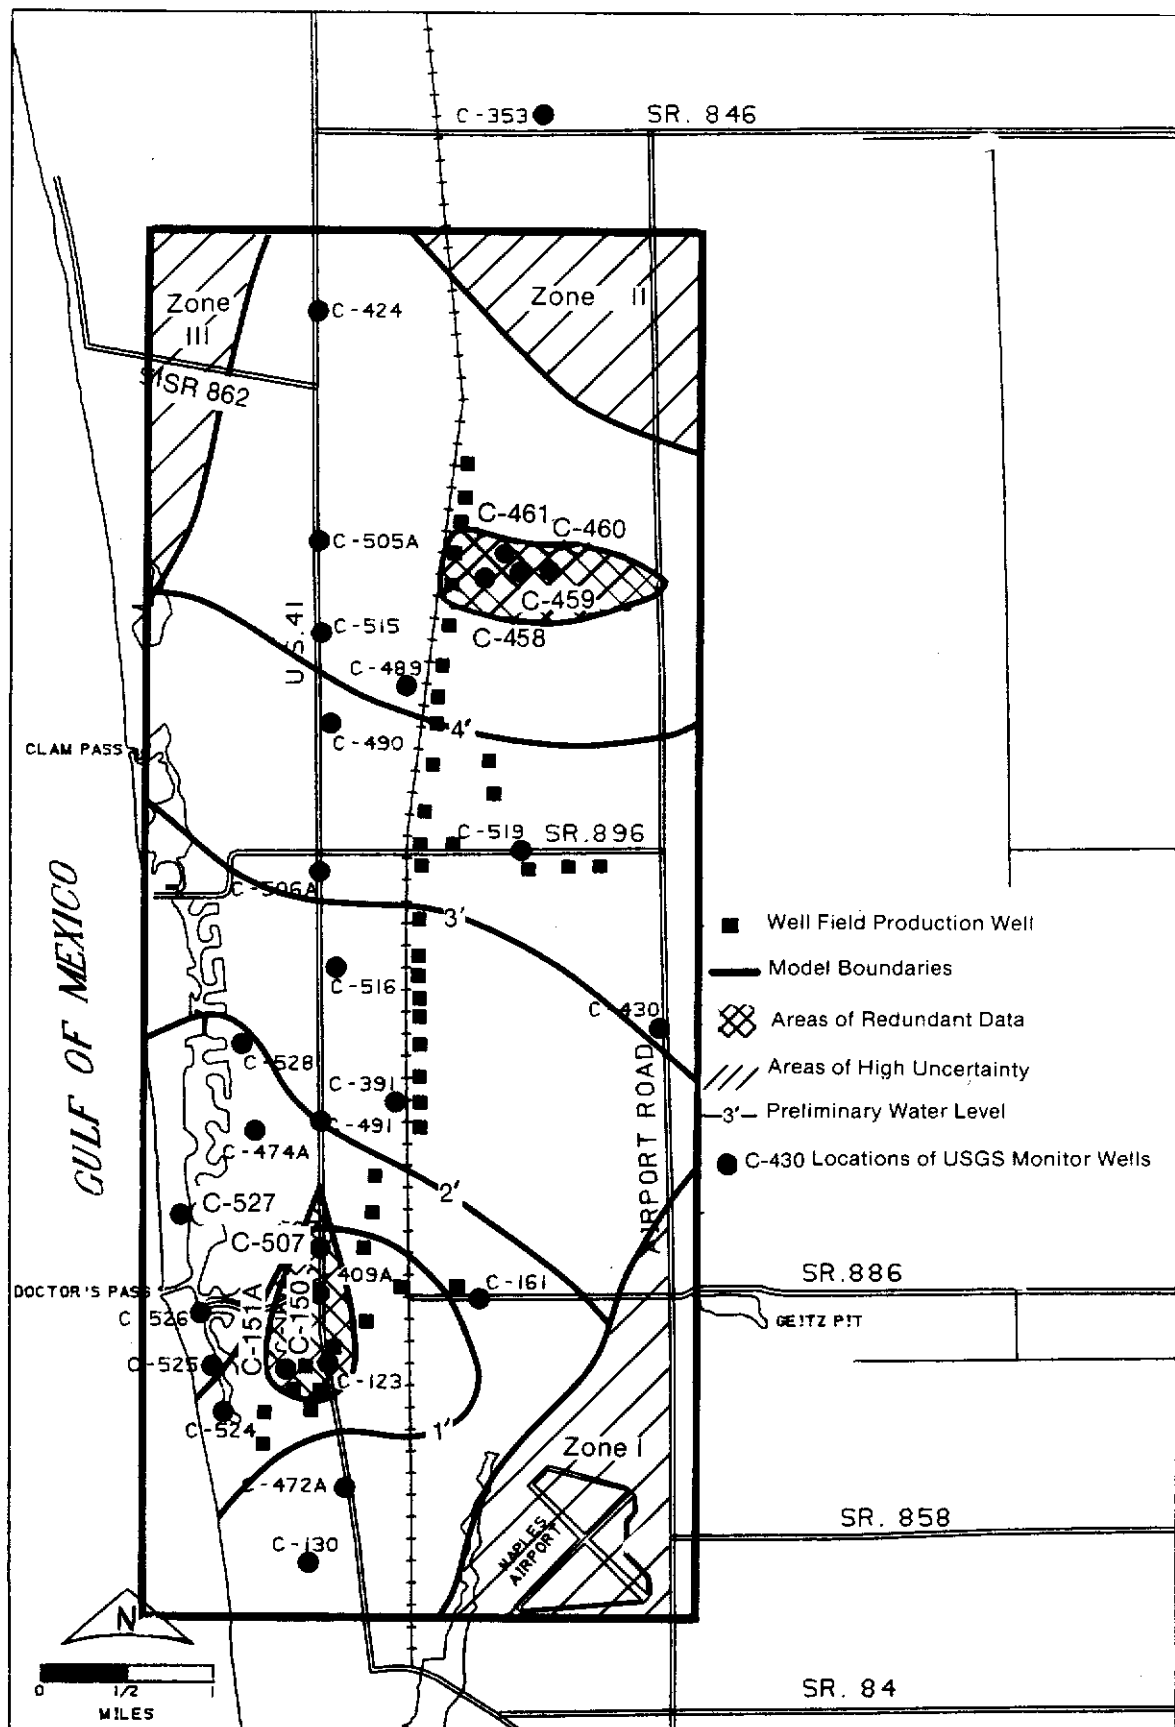 C-353
SR. 846
Zone
III
Zone II
C-424
SR 862
C-461
C-460
C-505A
C-459
C-458
U.S. 41
C-515
C-489
4'
C-490
CLAM PASS
C-519
SR. 896
C-506A
3'
GULF OF MEXICO
Well Field Production Well
Model Boundaries
C-516
C-430
Areas of Redundant Data
C-528
Areas of High Uncertainty
C-391
3' Preliminary Water Level
C-491
C-474A
C-430 Locations of USGS Monitor Wells
AIRPORT ROAD
2'
C-527
C-507
409A
C-161
SR. 886
DOCTOR'S PASS
C-526
C-151A
C-150
GEITZ PIT
C-525
C-123
C-524
1'
Zone I
C-472A
SR. 858
NAPLES
AIRPORT
C-130
N
0 1/2 1
MILES
SR. 84